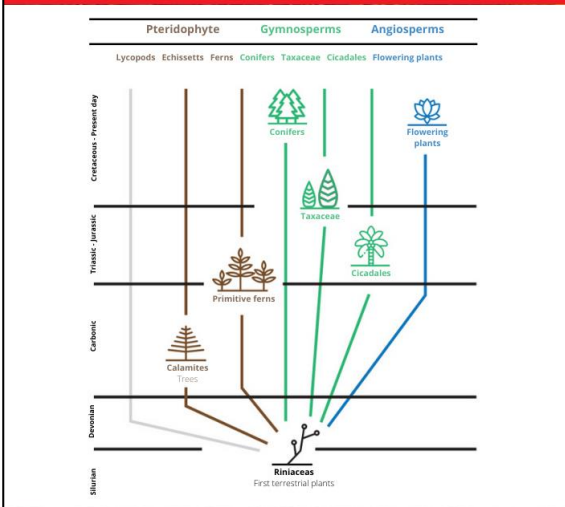 Pteridophyte Gymnosperms Angiosperms
Lycopods Echissetts Ferns Conifers Taxaceae Cicadales Flowering plants
Cretaceous - Present day
Conifers
Flowering
plants
Taxaceae
Triassic - Jurassic
Cicadales
Primitive ferns
Carbonic
Calamites
Trees
Devonian
Riniaceas
First terrestrial plants
Silurian